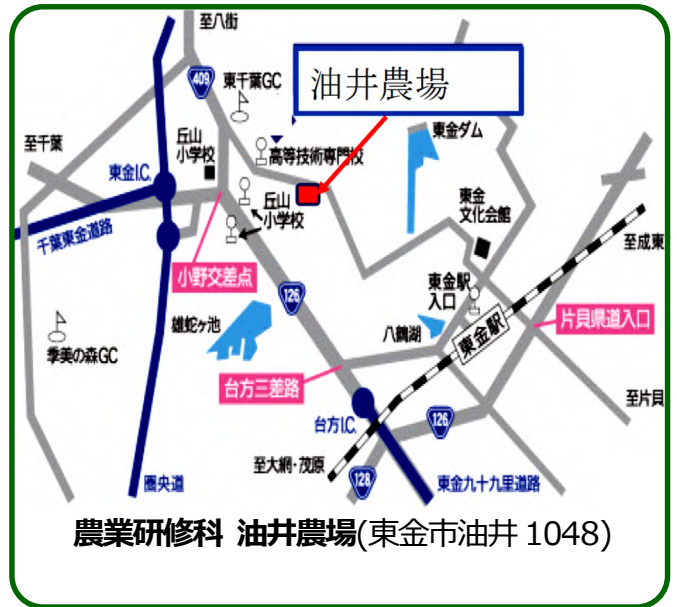 至八街
409
東千葉GC
油井農場
至千葉
丘山
小学校
高等技術専門校
東金ダム
東金I.C.
丘山
小学校
東金
文化会館
千葉東金道路
至成東
小野交差点
126
東金駅
入口
片貝県道入口
雄蛇ヶ池
八鶴湖
東金駅
季美の森GC
台方三差路
至片貝
台方I.C.
126
至大網・茂原
128
圏央道
東金九十九里道路
農業研修科 油井農場(東金市油井 1048)